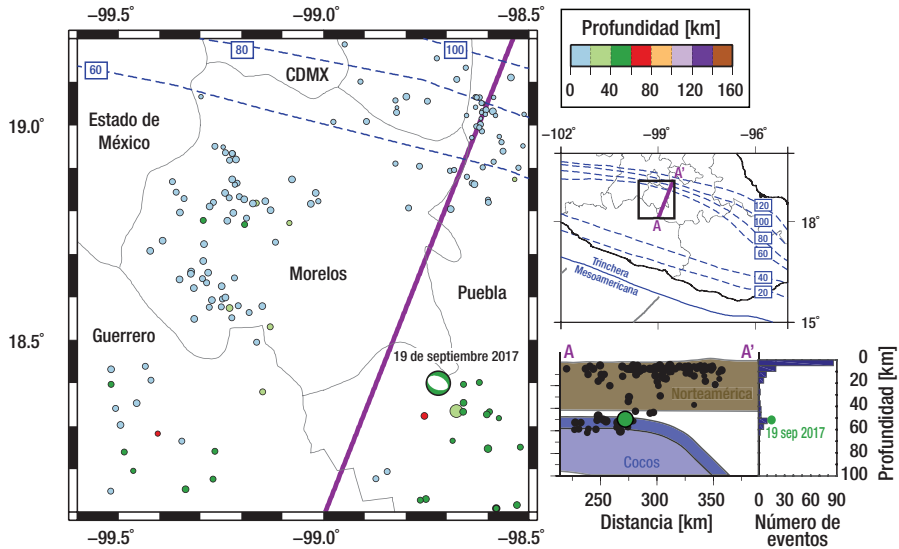 −99.5°
−99.0°
−98.5°
60
80
100
CDMX
Estado de
México
19.0°
Morelos
Puebla
18.5°
Guerrero
19 de septiembre 2017
−99.5°
−99.0°
−98.5°
Profundidad [km]
0 40 80 120 160
−102°
−99°
−96°
A'
A
120
100
80
60
40
20
18°
15°
Trinchera
Mesoamericana
A
A'
Norteamérica
Cocos
19 sep 2017
0
20
40
60
80
100
Profundidad [km]
250 300 350
0 30 60 90
Distancia [km]
Número de
eventos